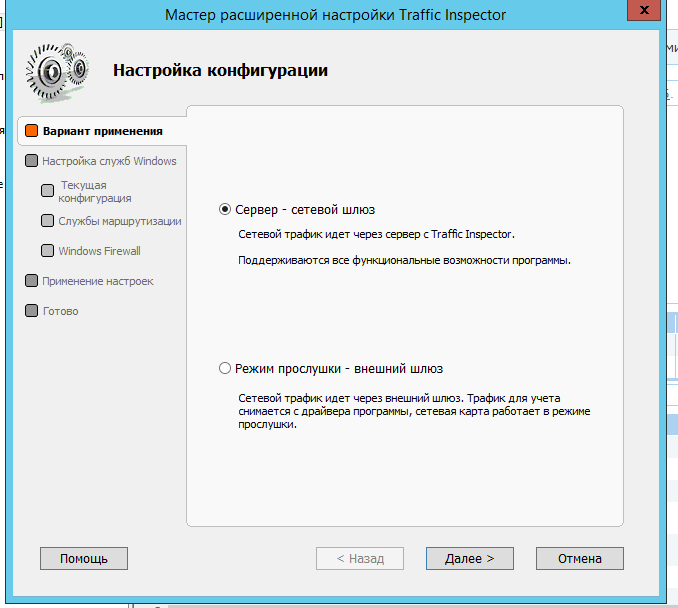 Мастер расширенной настройки Traffic Inspector
x
Настройка конфигурации
Вариант применения
Настройка служб Windows
Текущая
конфигурация
Службы маршрутизации
Windows Firewall
Применение настроек
Готово
Сервер - сетевой шлюз
Сетевой трафик идет через сервер с Traffic Inspector.
Поддерживаются все функциональные возможности программы.
Режим прослушки - внешний шлюз
Сетевой трафик идет через внешний шлюз. Трафик для учета
снимается с драйвера программы, сетевая карта работает в режиме
прослушки.
Помощь
< Назад
Далее >
Отмена